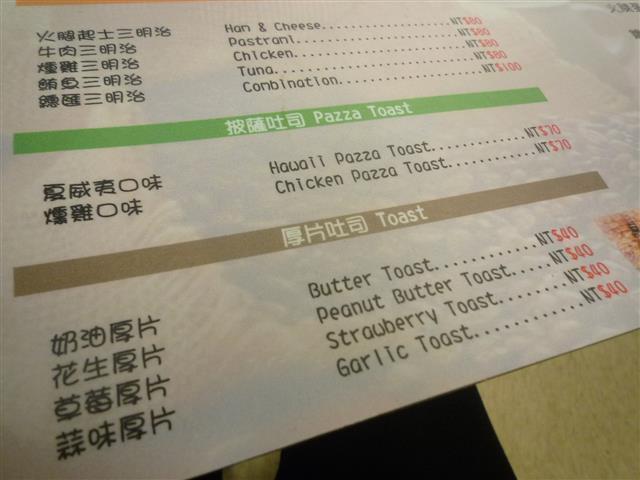 火腿起士三明治 Han & Cheese NT$80
牛肉三明治 Pastrani NT$80
燻雞三明治 Chicken NT$80
鮪魚三明治 Tuna NT$80
總匯三明治 Conbination NT$100
披薩吐司 Pazza Toast
夏威夷口味 Hawaii Pazza Toast NT$70
燻雞口味 Chicken Pazza Toast NT$70
厚片吐司 Toast
奶油厚片 Butter Toast NT$40
花生厚片 Peanut Butter Toast NT$40
草莓厚片 Strawberry Toast NT$40
蒜味厚片 Garlic Toast NT$40